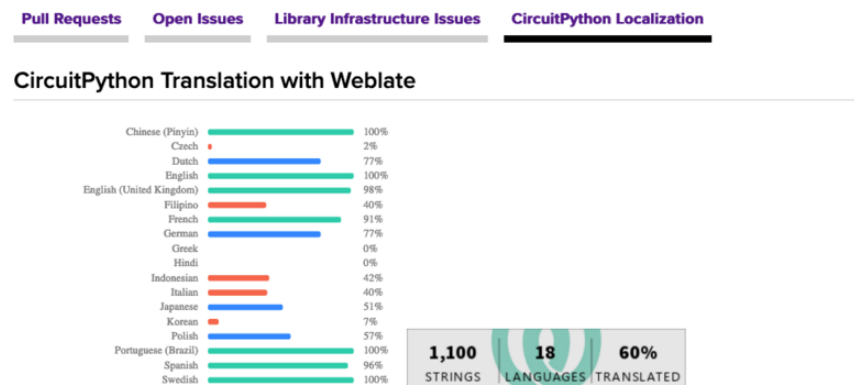 Pull Requests Open Issues Library Infrastructure Issues CircuitPython Localization
CircuitPython Translation with Weblate
Chinese (Pinyin) 100%
Czech 2%
Dutch 77%
English 100%
English (United Kingdom) 98%
Filipino 40%
French 91%
German 77%
Greek 0%
Hindi 0%
Indonesian 42%
Italian 40%
Japanese 51%
Korean 7%
Polish 57%
Portuguese (Brazil) 100%
Spanish 96%
Swedish 100%
1,100 18 60%
STRINGS LANGUAGES TRANSLATED